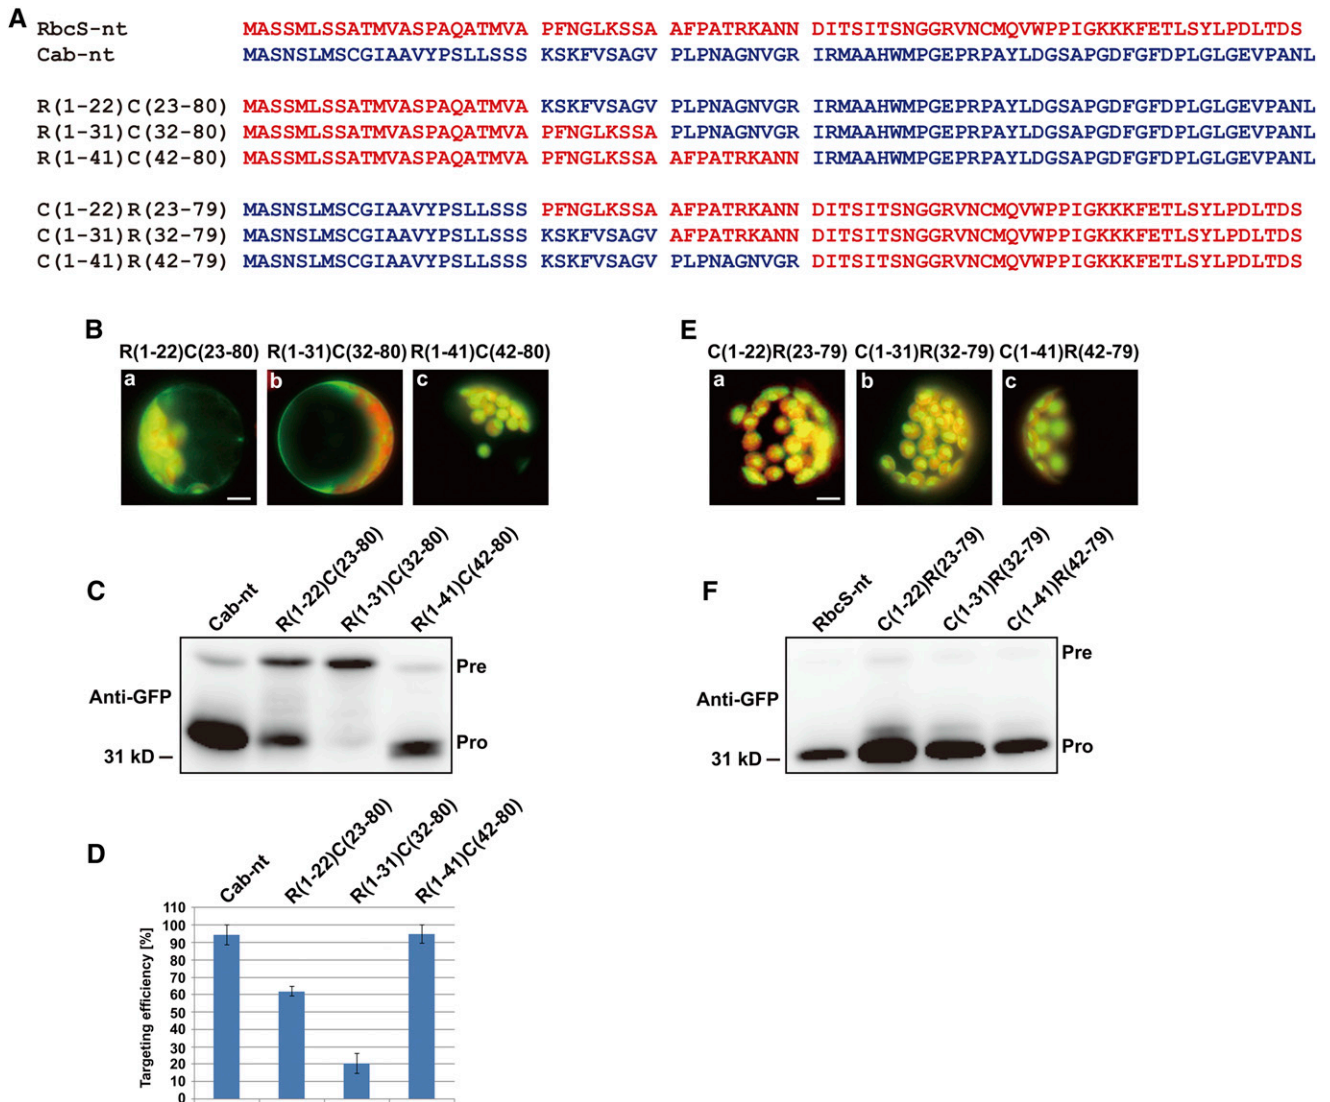 A
RbcS-nt MASSMLSSATMVASPAQATMVA PFNGLKSSA AFPATRKANN DITSITSNGGRVNCMQVWPPIGKKKFETLSYLPDLTDS
Cab-nt MASNSLMSCGIAAVYPSLLSSS KSKFVSAGV PLPNAGNVGR IRMAAHWMPGEPRPAYLDGSAPGDFGFDPLGLGEVPANL
R(1-22)C(23-80) MASSMLSSATMVASPAQATMVA KSKFVSAGV PLPNAGNVGR IRMAAHWMPGEPRPAYLDGSAPGDFGFDPLGLGEVPANL
R(1-31)C(32-80) MASSMLSSATMVASPAQATMVA PFNGLKSSA PLPNAGNVGR IRMAAHWMPGEPRPAYLDGSAPGDFGFDPLGLGEVPANL
R(1-41)C(42-80) MASSMLSSATMVASPAQATMVA PFNGLKSSA AFPATRKANN IRMAAHWMPGEPRPAYLDGSAPGDFGFDPLGLGEVPANL
C(1-22)R(23-79) MASNSLMSCGIAAVYPSLLSSS PFNGLKSSA AFPATRKANN DITSITSNGGRVNCMQVWPPIGKKKFETLSYLPDLTDS
C(1-31)R(32-79) MASNSLMSCGIAAVYPSLLSSS KSKFVSAGV AFPATRKANN DITSITSNGGRVNCMQVWPPIGKKKFETLSYLPDLTDS
C(1-41)R(42-79) MASNSLMSCGIAAVYPSLLSSS KSKFVSAGV PLPNAGNVGR DITSITSNGGRVNCMQVWPPIGKKKFETLSYLPDLTDS
B
R(1-22)C(23-80) R(1-31)C(32-80) R(1-41)C(42-80)
a b c
C
Cab-nt R(1-22)C(23-80) R(1-31)C(32-80) R(1-41)C(42-80)
Pre
Anti-GFP
Pro
31 kD
D
Cab-nt R(1-22)C(23-80) R(1-31)C(32-80) R(1-41)C(42-80)
Targeting efficiency [%]
110
100
90
80
70
60
50
40
30
20
10
0
E
C(1-22)R(23-79) C(1-31)R(32-79) C(1-41)R(42-79)
a b c
F
RbcS-nt C(1-22)R(23-79) C(1-31)R(32-79) C(1-41)R(42-79)
Pre
Anti-GFP
Pro
31 kD